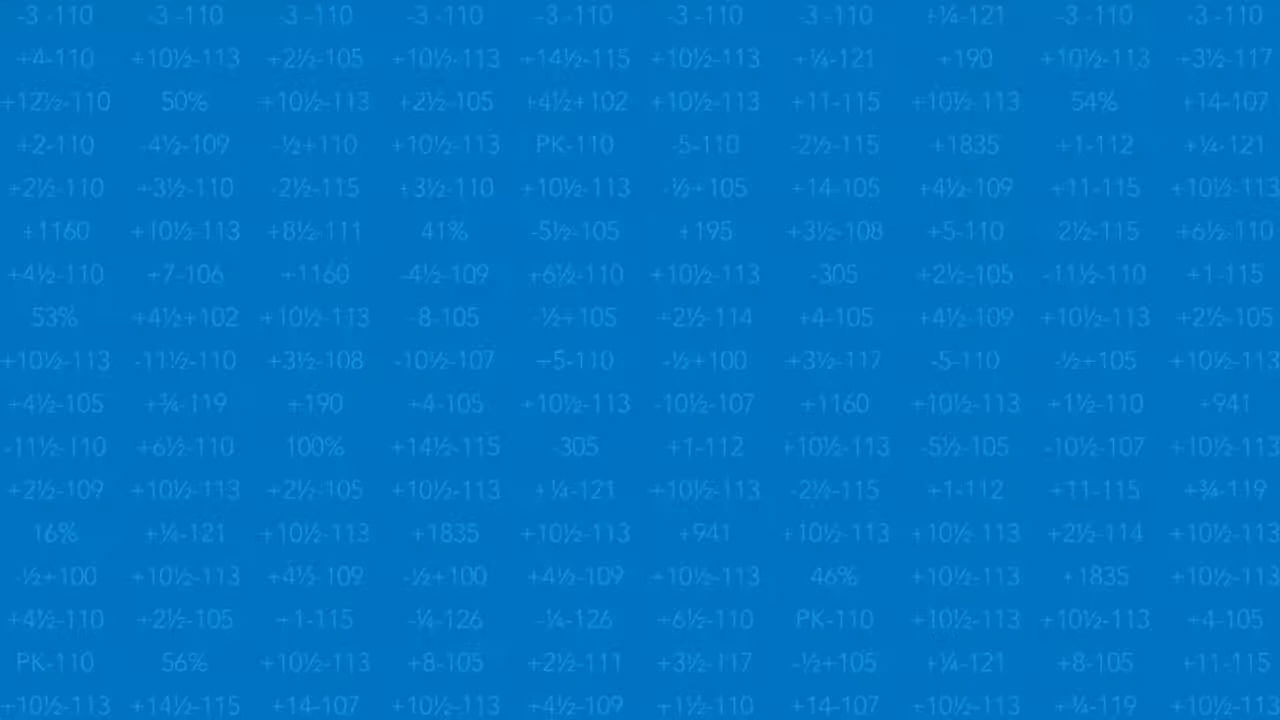 -3 -110 -3 -110 -3 -110 -3 -110 -3 -110 -3 -110 -3 -110 +¼-121 -3 -110 -3 -110
+4-110 +10½-113 +2½-105 +10½-113 +14½-115 +10½-113 +¼-121 +190 +10½-113 +3½-117
+12½-110 50% +10½-113 +2½-105 +4½+102 +10½-113 +11-115 +10½-113 54% +14-107
+2-110 -4½-109 -½+110 +10½-113 PK-110 -5-110 -2½-115 +1835 +1-112 +¼-121
+2½-110 +3½-110 -2½-115 +3½-110 +10½-113 -½+105 +14-105 +4½-109 +11-115 +10½-113
+1160 +10½-113 +8½-111 41% -5½-105 +195 +3½-108 +5-110 2½-115 +6½-110
+4½-110 +7-106 +1160 -4½-109 +6½-110 +10½-113 -305 +2½-105 -11½-110 +1-115
53% +4½+102 +10½-113 -8-105 -½+105 +2½-114 +4-105 +4½-109 +10½-113 +2½-105
+10½-113 -11½-110 +3½-108 -10½-107 +5-110 -½+100 +3½-117 -5-110 -½+105 +10½-113
+4½-105 +¾-119 +190 +4-105 +10½-113 -10½-107 +1160 +10½-113 +1½-110 +941
-11½-110 +6½-110 100% +14½-115 -305 +1-112 +10½-113 -5½-105 -10½-107 +10½-113
+2½-109 +10½-113 +2½-105 +10½-113 +¼-121 +10½-113 -2½-115 +1-112 +11-115 +¾-119
16% +¼-121 +10½-113 +1835 +10½-113 +941 +10½-113 +10½-113 +2½-114 +10½-113
-½+100 +10½-113 +4½-109 -½+100 +4½-109 +10½-113 46% +10½-113 +1835 +10½-113
+4½-110 +2½-105 +1-115 -¼-126 -¼-126 +6½-110 PK-110 +10½-113 +10½-113 +4-105
PK-110 56% +10½-113 +8-105 +2½-111 +3½-117 -½+105 +¼-121 +8-105 +11-115
+10½-113 +14½-115 +14-107 +10½-113 +4½-109 +1½-110 +14-107 +10½-113 +¾-119 +10½-113